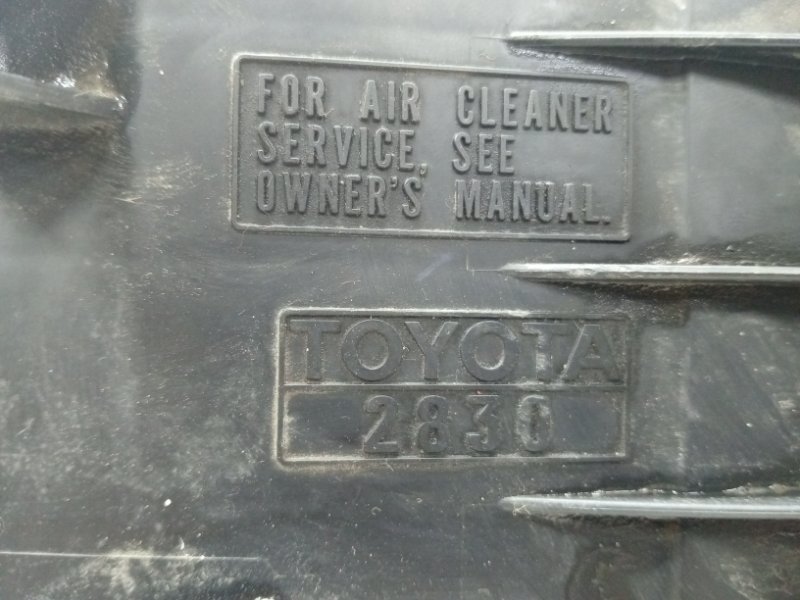 FOR AIR CLEANER
SERVICE, SEE
OWNER'S MANUAL.
TOYOTA
2830